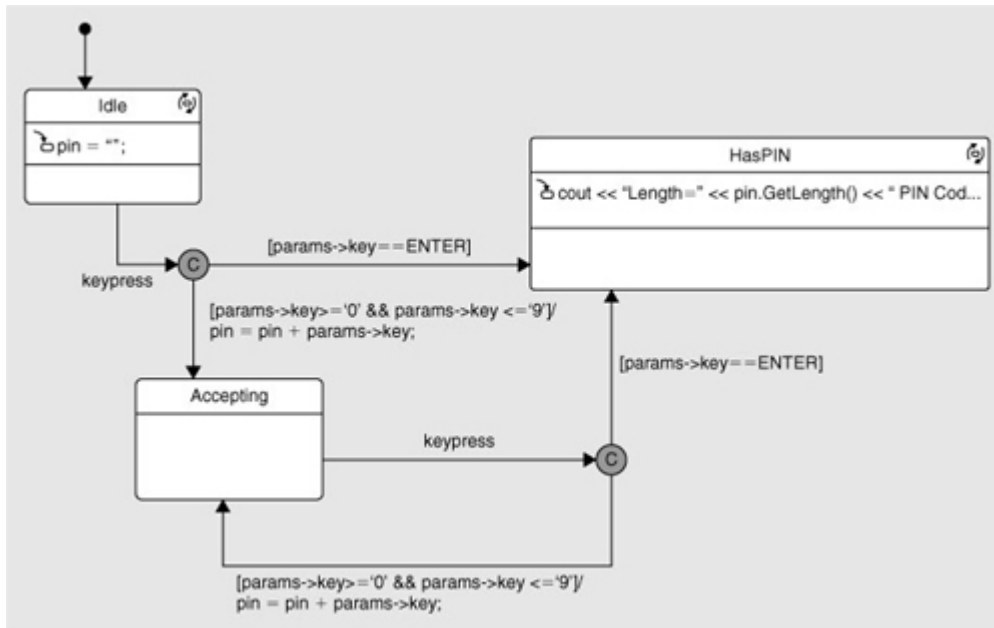 Idle
pin = “”;
HasPIN
cout << “Length=” << pin.GetLength() << “ PIN Cod...
keypress
C
[params->key==ENTER]
[params->key>=‘0’ && params->key <=‘9’]/
pin = pin + params->key;
[params->key==ENTER]
Accepting
keypress
C
[params->key>=‘0’ && params->key <=‘9’]/
pin = pin + params->key;